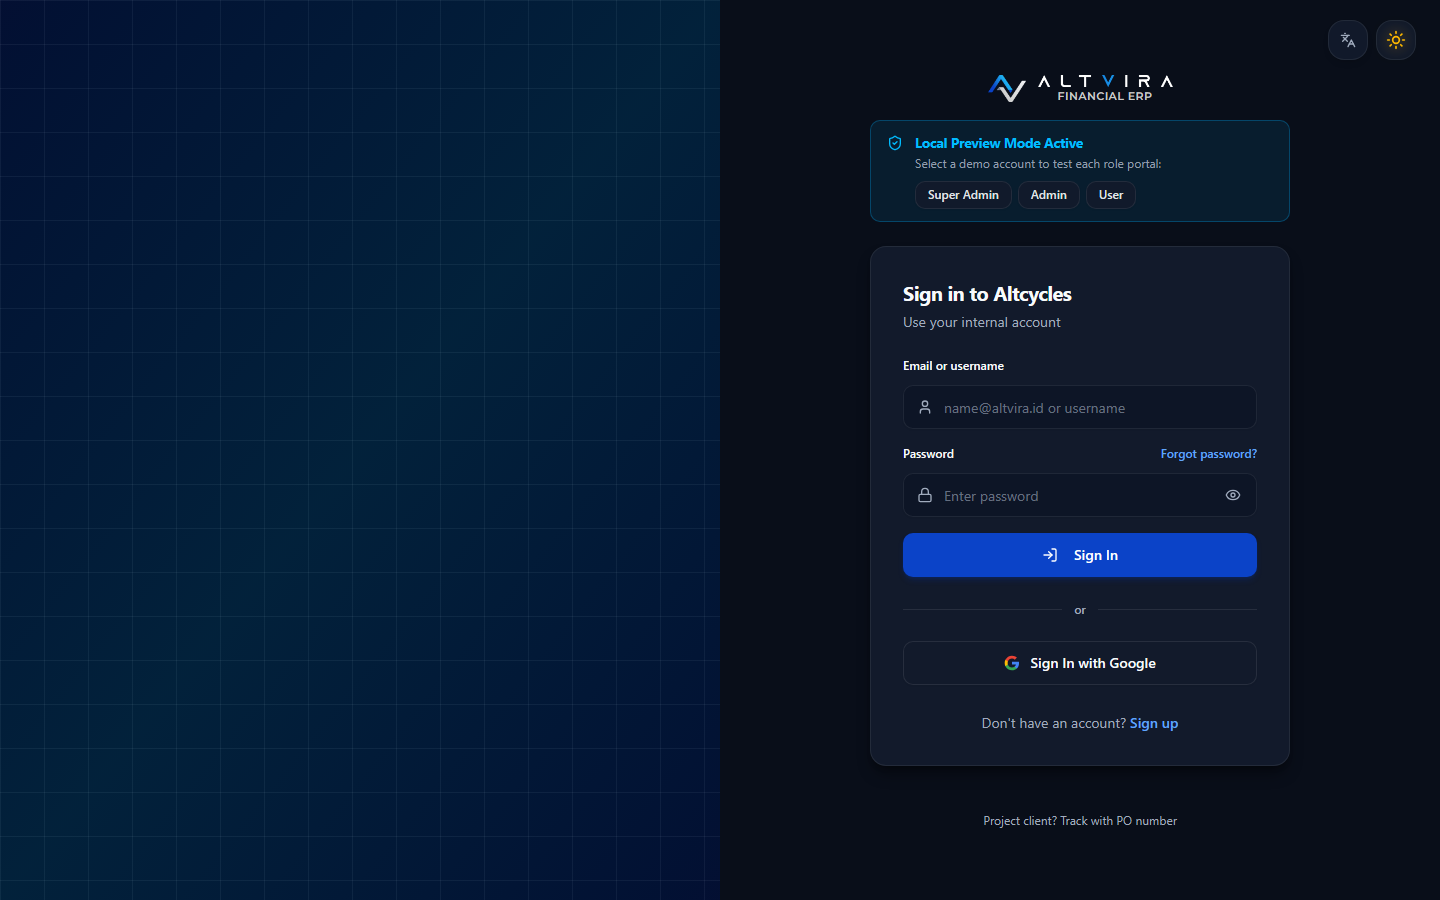 ALTVIRA
FINANCIAL ERP
Local Preview Mode Active
Select a demo account to test each role portal:
Super Admin
Admin
User
Sign in to Altcycles
Use your internal account
Email or username
name@altvira.id or username
Password
Forgot password?
Enter password
Sign In
or
Sign In with Google
Don't have an account? Sign up
Project client? Track with PO number